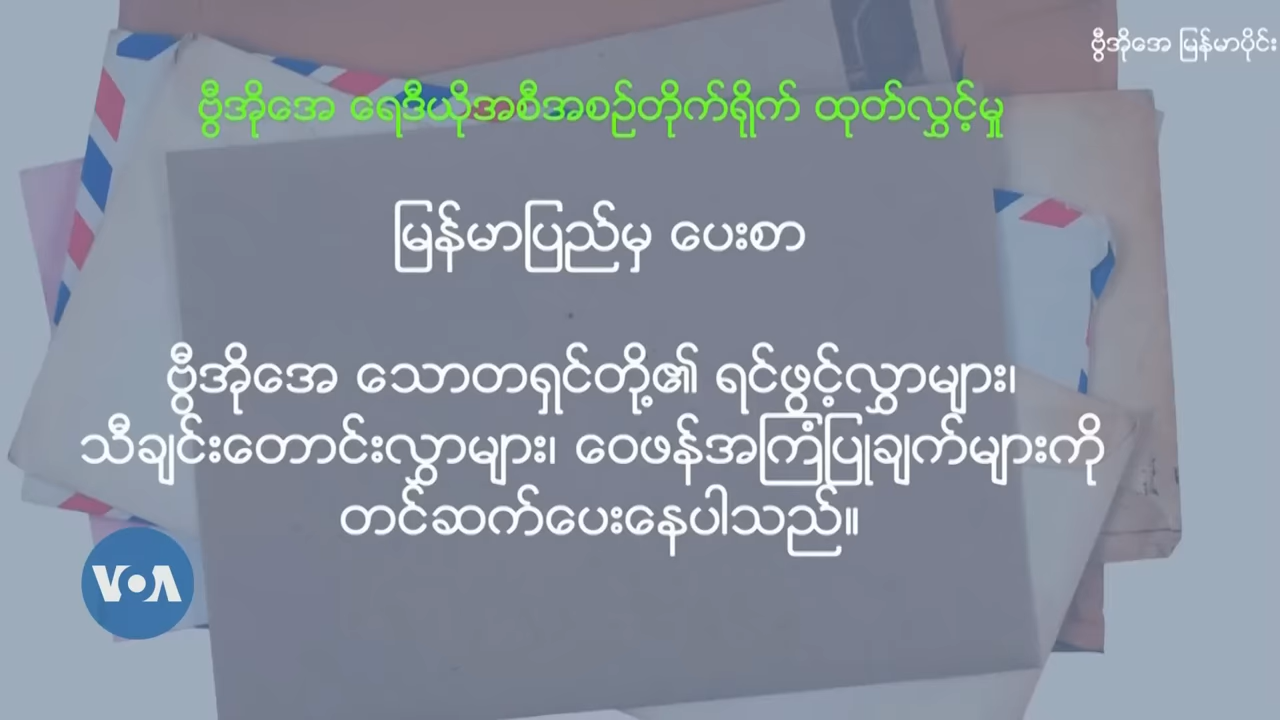 ဗွီအိုအေ မြန်မာပိုင်း
ဗွီအိုအေ ရေဒီယိုအစီအစဉ်တိုက်ရိုက် ထုတ်လွှင့်မှု
မြန်မာပြည်မှ ပေးစာ
ဗွီအိုအေ သောတရှင်တို့၏ ရင်ဖွင့်လွှာများ၊
သီချင်းတောင်းလွှာများ၊ ဝေဖန်အကြံပြုချက်များကို
တင်ဆက်ပေးနေပါသည်။
VOA